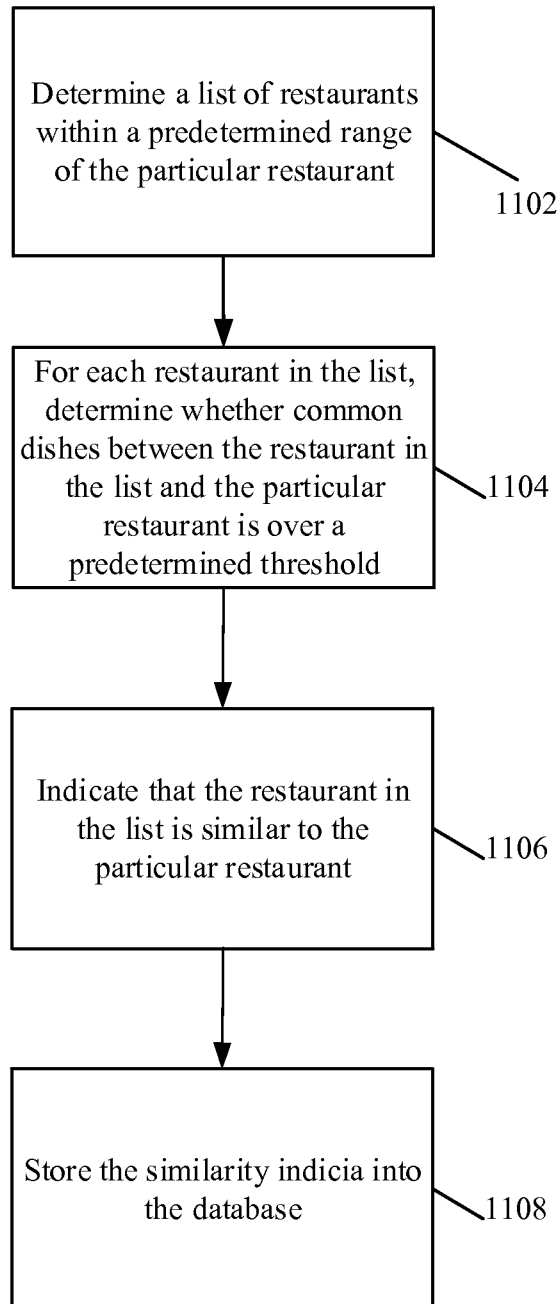 Determine a list of restaurants
within a predetermined range
of the particular restaurant
1102
For each restaurant in the list,
determine whether common
dishes between the restaurant in
the list and the particular
restaurant is over a
predetermined threshold
1104
Indicate that the restaurant in
the list is similar to the
particular restaurant
1106
Store the similarity indicia into
the database
1108